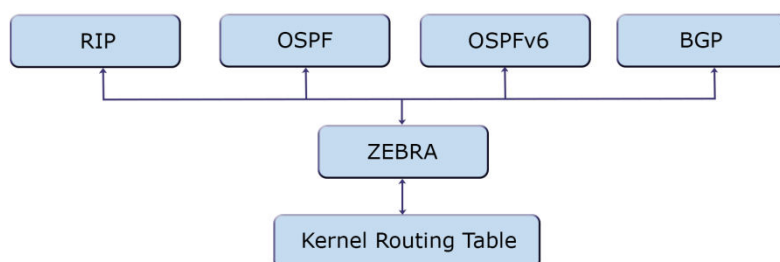 RIP
OSPF
OSPFv6
BGP
ZEBRA
Kernel Routing Table